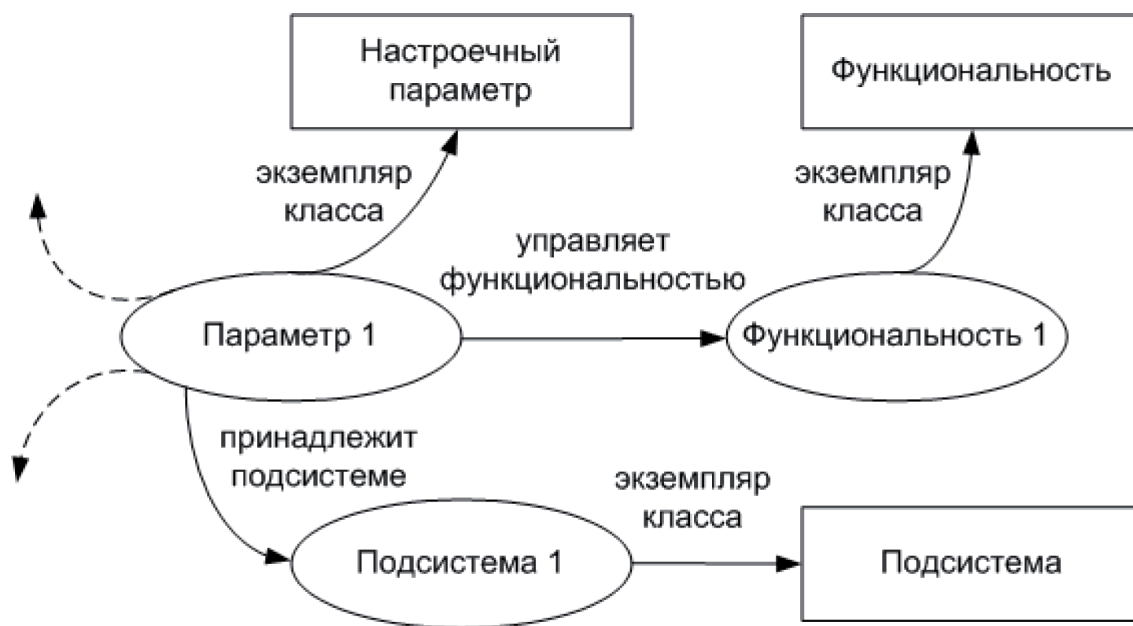 Настроечный
параметр
Функциональность
экземпляр
класса
экземпляр
класса
управляет
функциональностью
Параметр 1
Функциональность 1
принадлежит
подсистеме
экземпляр
класса
Подсистема 1
Подсистема